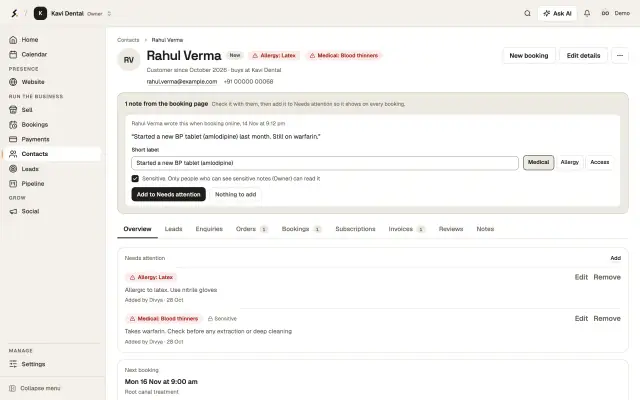 K Kavi Dental Owner
Ask AI
DO Demo
Home
Calendar
PRESENCE
Website
RUN THE BUSINESS
Sell
Bookings
Payments
Contacts
Leads
Pipeline
GROW
Social
MANAGE
Settings
Collapse menu
Contacts > Rahul Verma
RV
Rahul Verma New Allergy: Latex Medical: Blood thinners
Customer since October 2026 · buys at Kavi Dental
rahul.verma@example.com +91 00000 00068
New booking Edit details ...
1 note from the booking page Check it with them, then add it to Needs attention so it shows on every booking.
Rahul Verma wrote this when booking online, 14 Nov at 9:12 pm
"Started a new BP tablet (amlodipine) last month. Still on warfarin."
Short label
Started a new BP tablet (amlodipine) Medical Allergy Access
Sensitive. Only people who can see sensitive notes (Owner) can read it
Add to Needs attention Nothing to add
Overview Leads Enquiries Orders 1 Bookings 1 Subscriptions Invoices 1 Reviews Notes
Needs attention Add
Allergy: Latex Edit Remove
Allergic to latex. Use nitrile gloves
Added by Divya · 28 Oct
Medical: Blood thinners Sensitive Edit Remove
Takes warfarin. Check before any extraction or deep cleaning
Added by Divya · 28 Oct
Next booking
Mon 16 Nov at 9:00 am
Root canal treatment